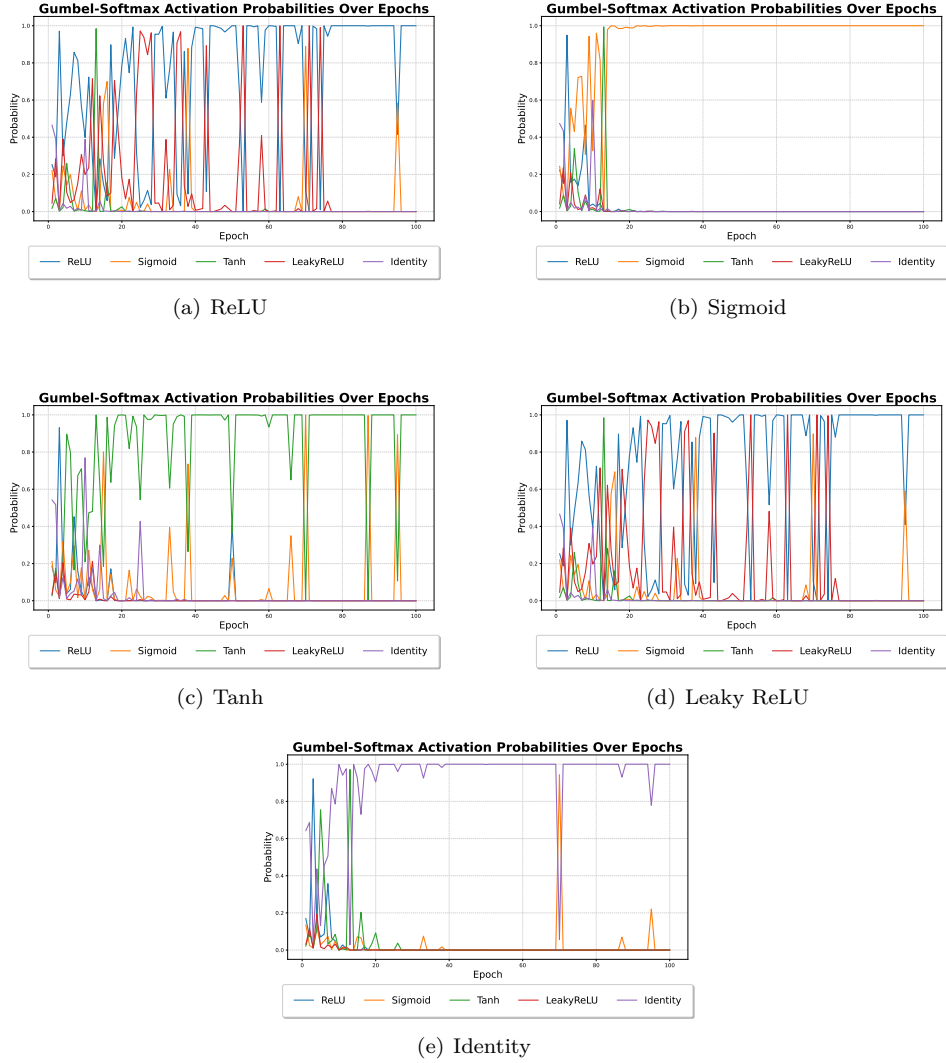 Gumbel-Softmax Activation Probabilities Over Epochs
1.0
0.8
0.6
0.4
0.2
0.0
Probability
0 20 40 60 80 100
Epoch
ReLU Sigmoid Tanh LeakyReLU Identity
(a) ReLU
Gumbel-Softmax Activation Probabilities Over Epochs
1.0
0.8
0.6
0.4
0.2
0.0
Probability
0 20 40 60 80 100
Epoch
ReLU Sigmoid Tanh LeakyReLU Identity
(b) Sigmoid
Gumbel-Softmax Activation Probabilities Over Epochs
1.0
0.8
0.6
0.4
0.2
0.0
Probability
0 20 40 60 80 100
Epoch
ReLU Sigmoid Tanh LeakyReLU Identity
(c) Tanh
Gumbel-Softmax Activation Probabilities Over Epochs
1.0
0.8
0.6
0.4
0.2
0.0
Probability
0 20 40 60 80 100
Epoch
ReLU Sigmoid Tanh LeakyReLU Identity
(d) Leaky ReLU
Gumbel-Softmax Activation Probabilities Over Epochs
1.0
0.8
0.6
0.4
0.2
0.0
Probability
0 20 40 60 80 100
Epoch
ReLU Sigmoid Tanh LeakyReLU Identity
(e) Identity